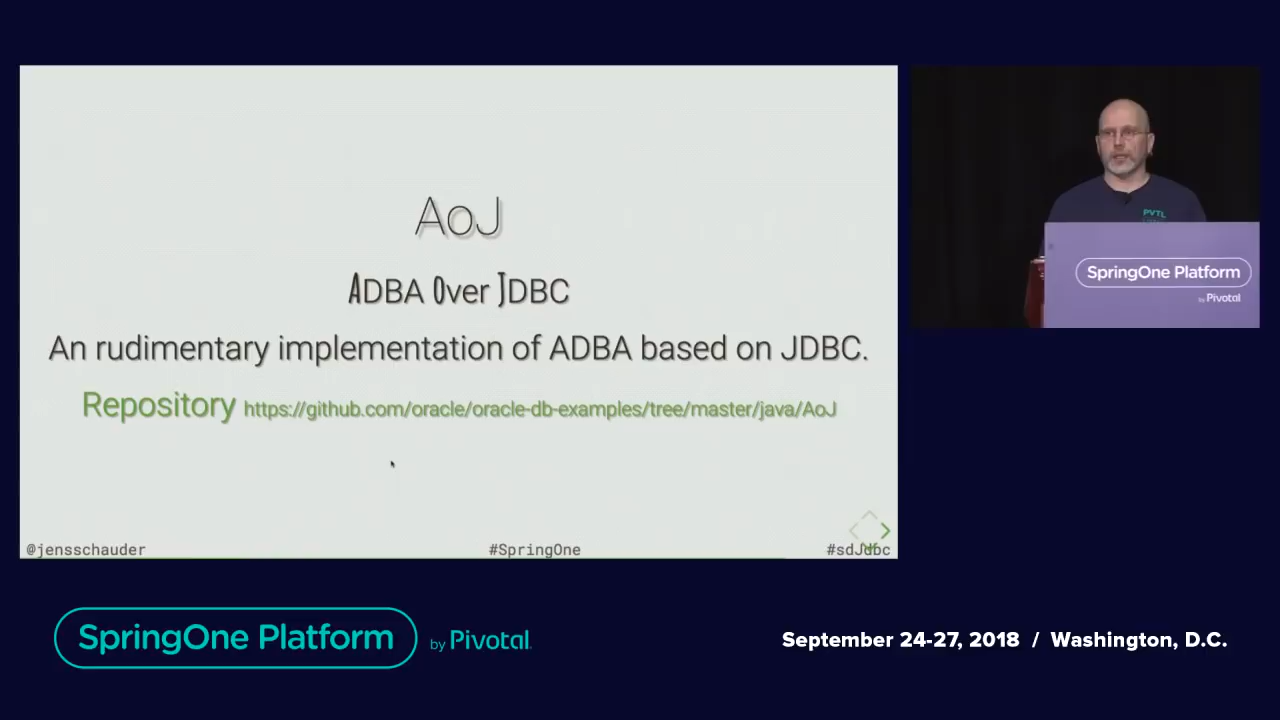 AoJ
ADBA Over JDBC
An rudimentary implementation of ADBA based on JDBC.
Repository https://github.com/oracle/oracle-db-examples/tree/master/java/AoJ
@jensschauder #SpringOne #sdJdbc
PVTL
SpringOne Platform
by Pivotal
SpringOne Platform by Pivotal.
September 24-27, 2018 / Washington, D.C.